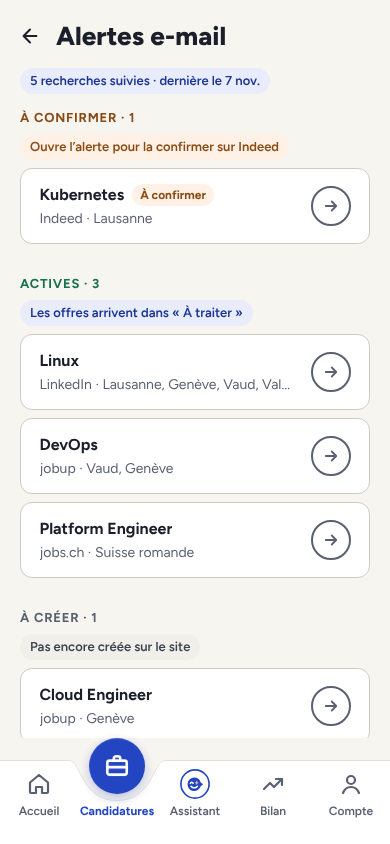 Alertes e-mail
5 recherches suivies · dernière le 7 nov.
À CONFIRMER · 1
Ouvre l'alerte pour la confirmer sur Indeed
Kubernetes À confirmer
Indeed · Lausanne
ACTIVES · 3
Les offres arrivent dans « À traiter »
Linux
LinkedIn · Lausanne, Genève, Vaud, Val...
DevOps
jobup · Vaud, Genève
Platform Engineer
jobs.ch · Suisse romande
À CRÉER · 1
Pas encore créée sur le site
Cloud Engineer
jobup · Genève
Accueil Candidatures Assistant Bilan Compte